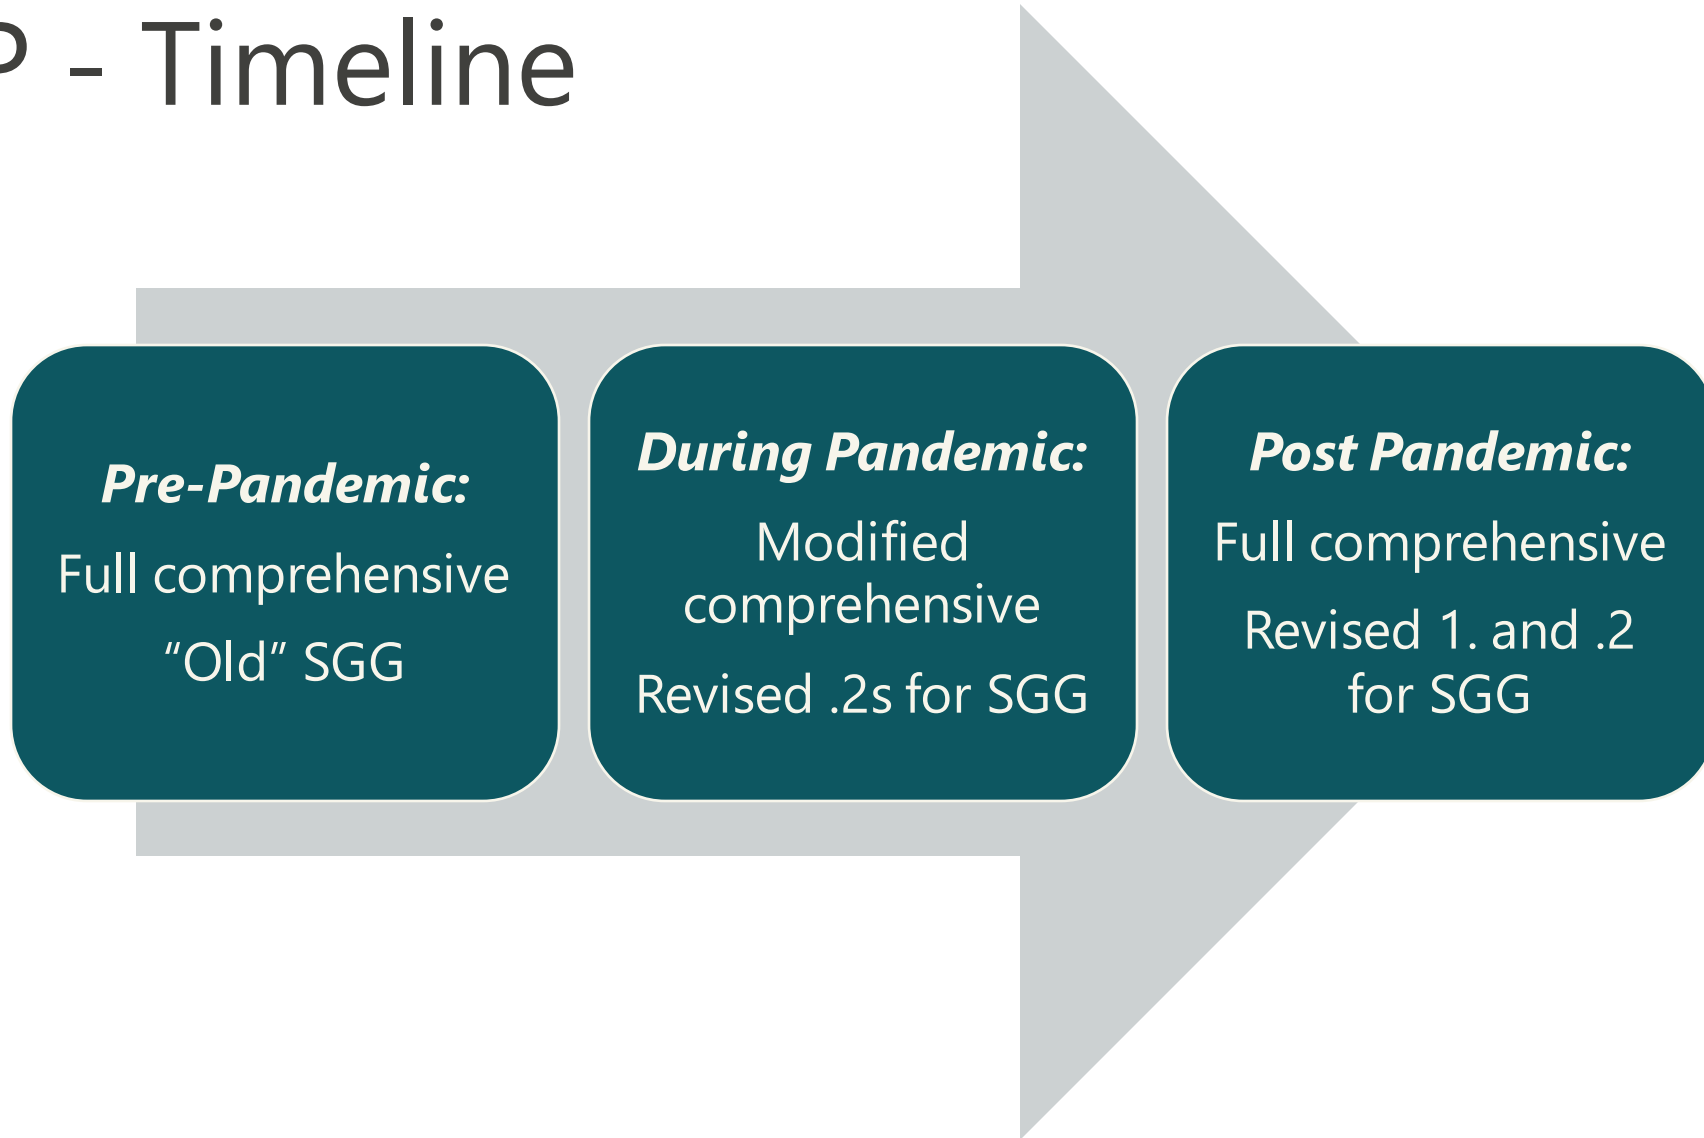 P - Timeline
Pre-Pandemic:
Full comprehensive
“Old” SGG
During Pandemic:
Modified
comprehensive
Revised .2s for SGG
Post Pandemic:
Full comprehensive
Revised 1. and .2
for SGG